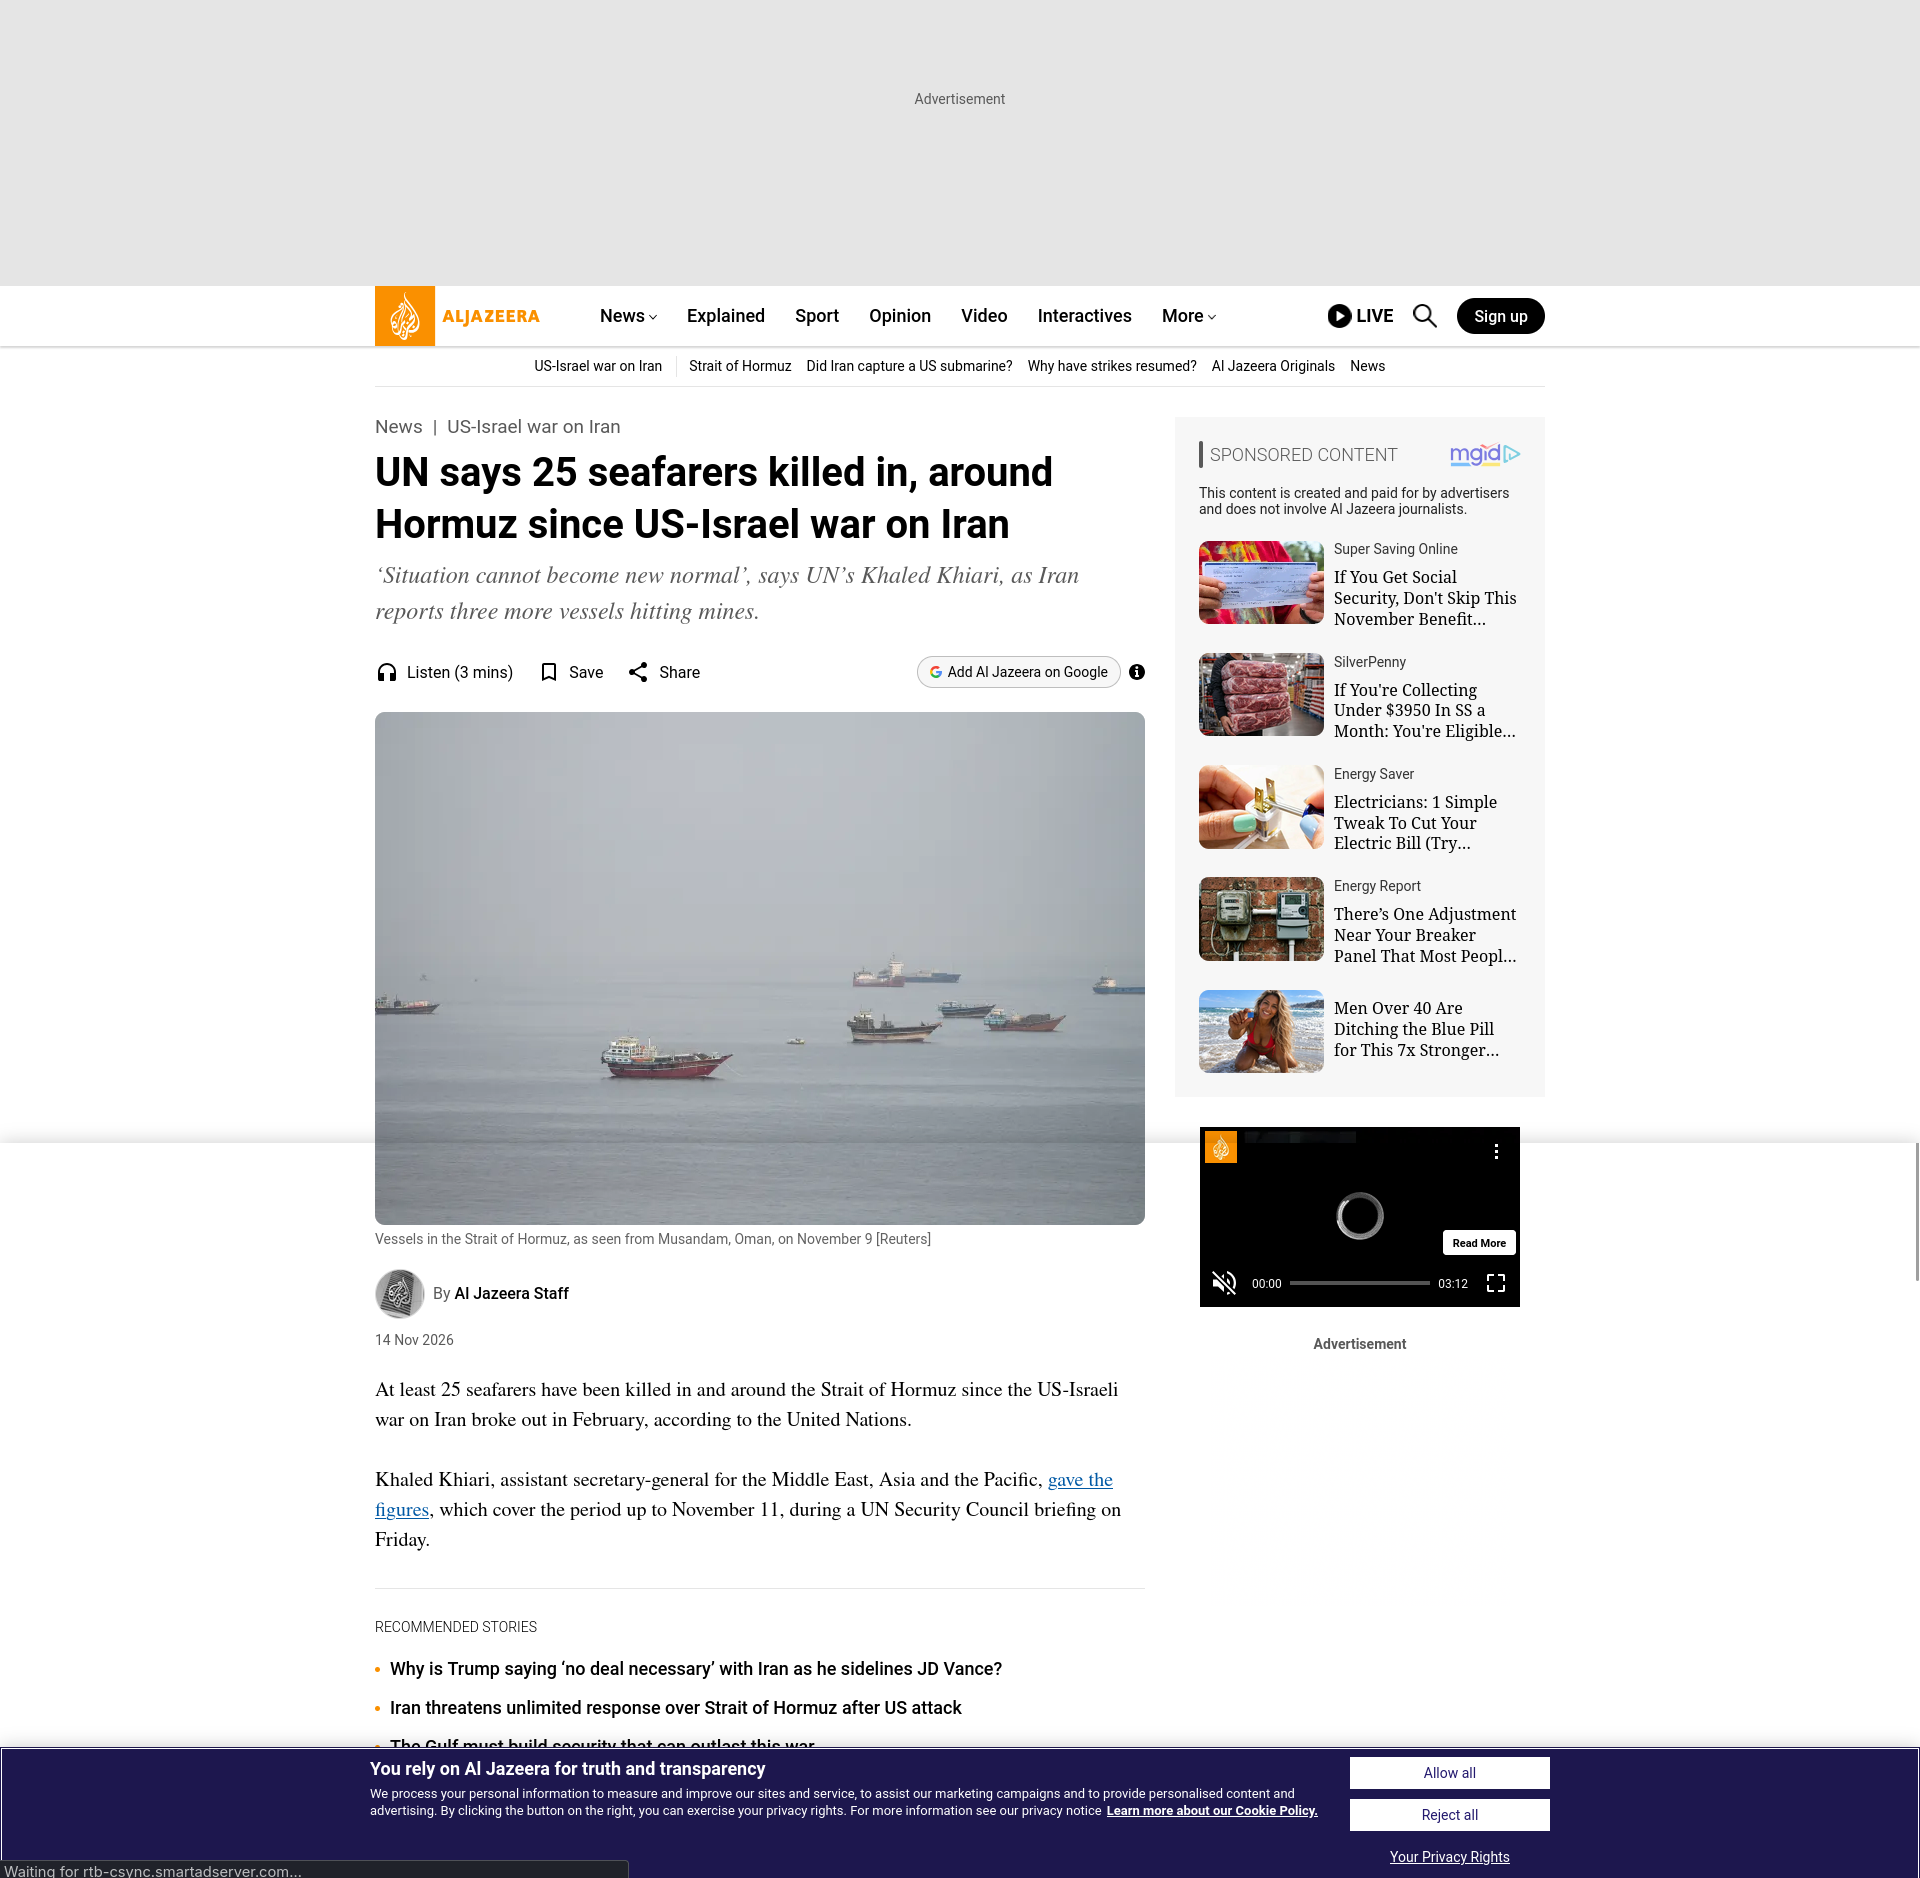 Advertisement
ALJAZEERA
News
Explained
Sport
Opinion
Video
Interactives
More
LIVE
Sign up
US-Israel war on Iran
Strait of Hormuz
Did Iran capture a US submarine?
Why have strikes resumed?
Al Jazeera Originals
News
News | US-Israel war on Iran
UN says 25 seafarers killed in, around
Hormuz since US-Israel war on Iran
‘Situation cannot become new normal’, says UN’s Khaled Khiari, as Iran
reports three more vessels hitting mines.
Listen (3 mins)
Save
Share
Add Al Jazeera on Google
Vessels in the Strait of Hormuz, as seen from Musandam, Oman, on November 9 [Reuters]
By Al Jazeera Staff
14 Nov 2026
At least 25 seafarers have been killed in and around the Strait of Hormuz since the US-Israeli
war on Iran broke out in February, according to the United Nations.
Khaled Khiari, assistant secretary-general for the Middle East, Asia and the Pacific, gave the
figures, which cover the period up to November 11, during a UN Security Council briefing on
Friday.
RECOMMENDED STORIES
Why is Trump saying ‘no deal necessary’ with Iran as he sidelines JD Vance?
Iran threatens unlimited response over Strait of Hormuz after US attack
The Gulf must build security that can outlast this war
SPONSORED CONTENT
mgid
This content is created and paid for by advertisers
and does not involve Al Jazeera journalists.
Super Saving Online
If You Get Social
Security, Don't Skip This
November Benefit...
SilverPenny
If You're Collecting
Under $3950 In SS a
Month: You're Eligible...
Energy Saver
Electricians: 1 Simple
Tweak To Cut Your
Electric Bill (Try...
Energy Report
There’s One Adjustment
Near Your Breaker
Panel That Most Peopl...
Men Over 40 Are
Ditching the Blue Pill
for This 7x Stronger...
Read More
00:00
03:12
Advertisement
You rely on Al Jazeera for truth and transparency
We process your personal information to measure and improve our sites and service, to assist our marketing campaigns and to provide personalised content and
advertising. By clicking the button on the right, you can exercise your privacy rights. For more information see our privacy notice Learn more about our Cookie Policy.
Allow all
Reject all
Your Privacy Rights
Waiting for rtb-csync.smartadserver.com...